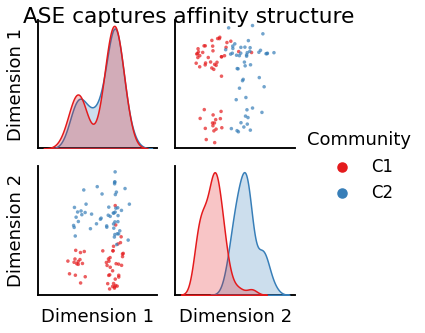 ASE captures affinity structure
Dimension 1
Dimension 2
Dimension 1
Dimension 2
Community
C1
C2